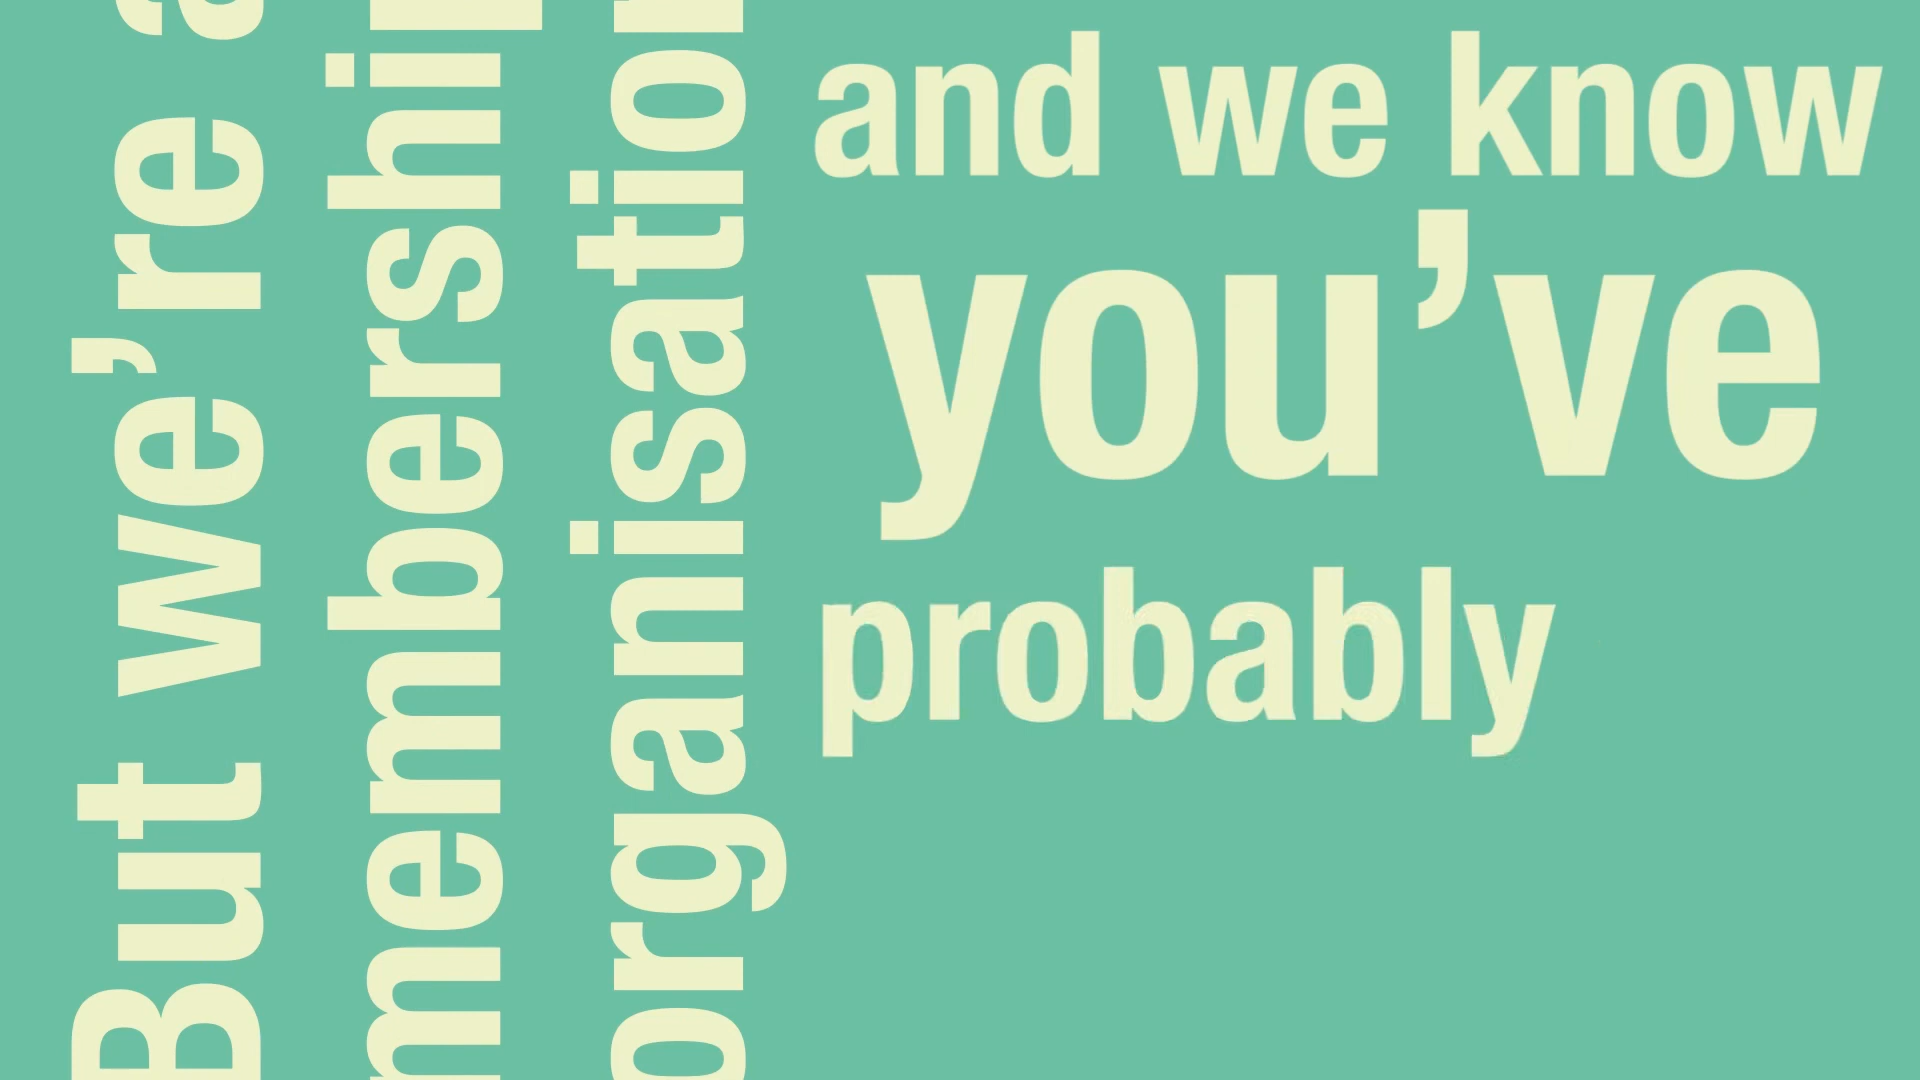 But we’re a
membership
organisation
and we know
you’ve
probably